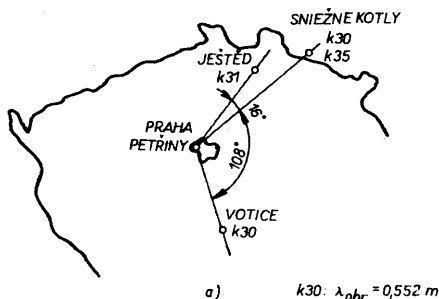 SNIEŽNE KOTLY
k30
k35
JEŠTĚD
k31
16°
PRAHA
PETŘINY
108°
VOTICE
k30
a)
k30: λobr = 0,552 m